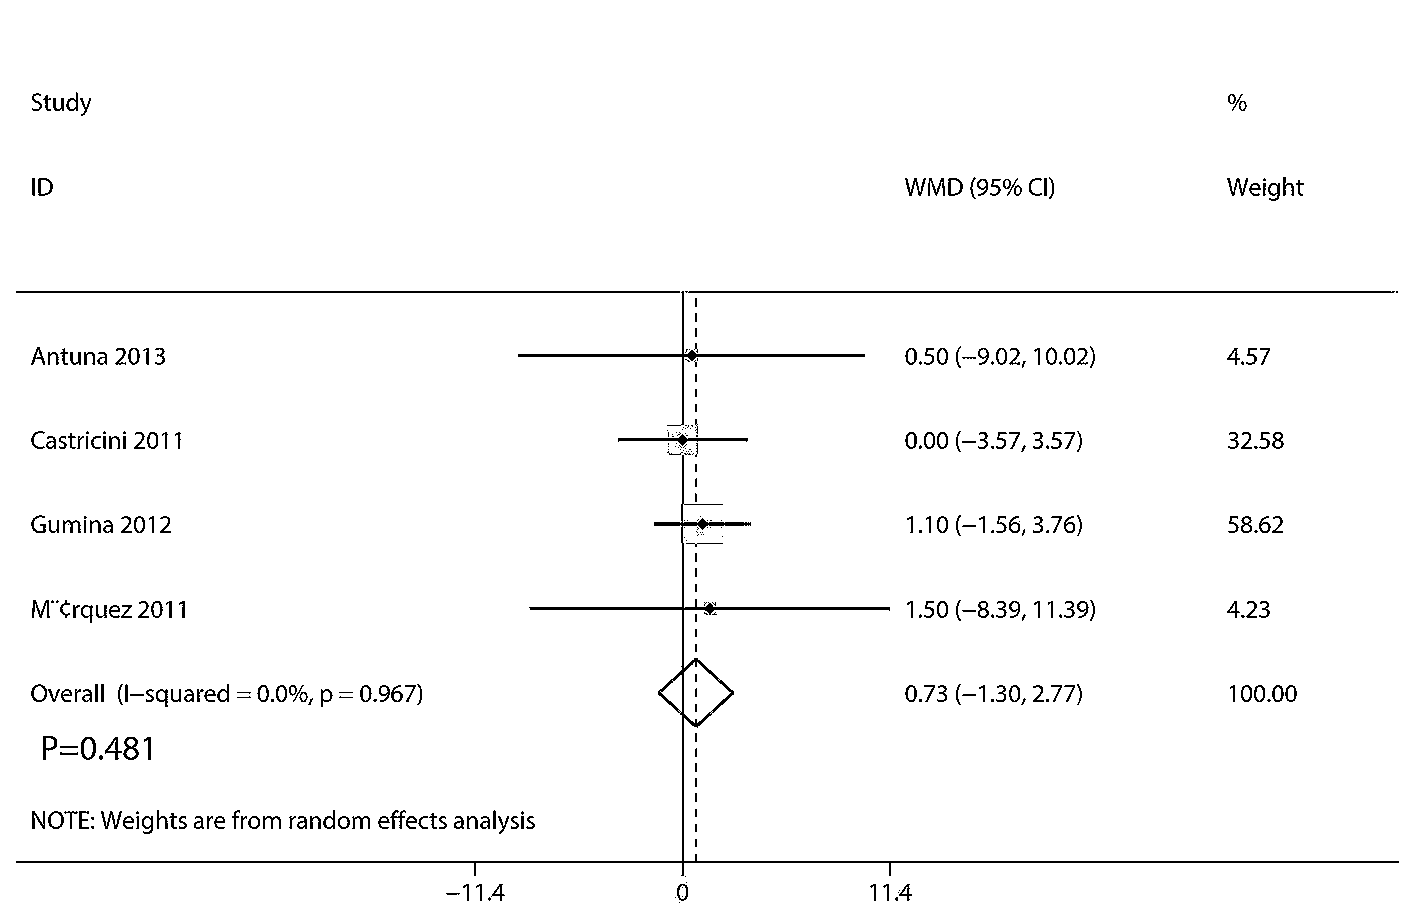 Study %
ID WMD (95% CI) Weight
Antuna 2013 0.50 (−9.02, 10.02) 4.57
Castricini 2011 0.00 (−3.57, 3.57) 32.58
Gumina 2012 1.10 (−1.56, 3.76) 58.62
M¨¢rquez 2011 1.50 (−8.39, 11.39) 4.23
Overall (I−squared = 0.0%, p = 0.967) 0.73 (−1.30, 2.77) 100.00
P=0.481
NOTE: Weights are from random effects analysis
−11.4 0 11.4